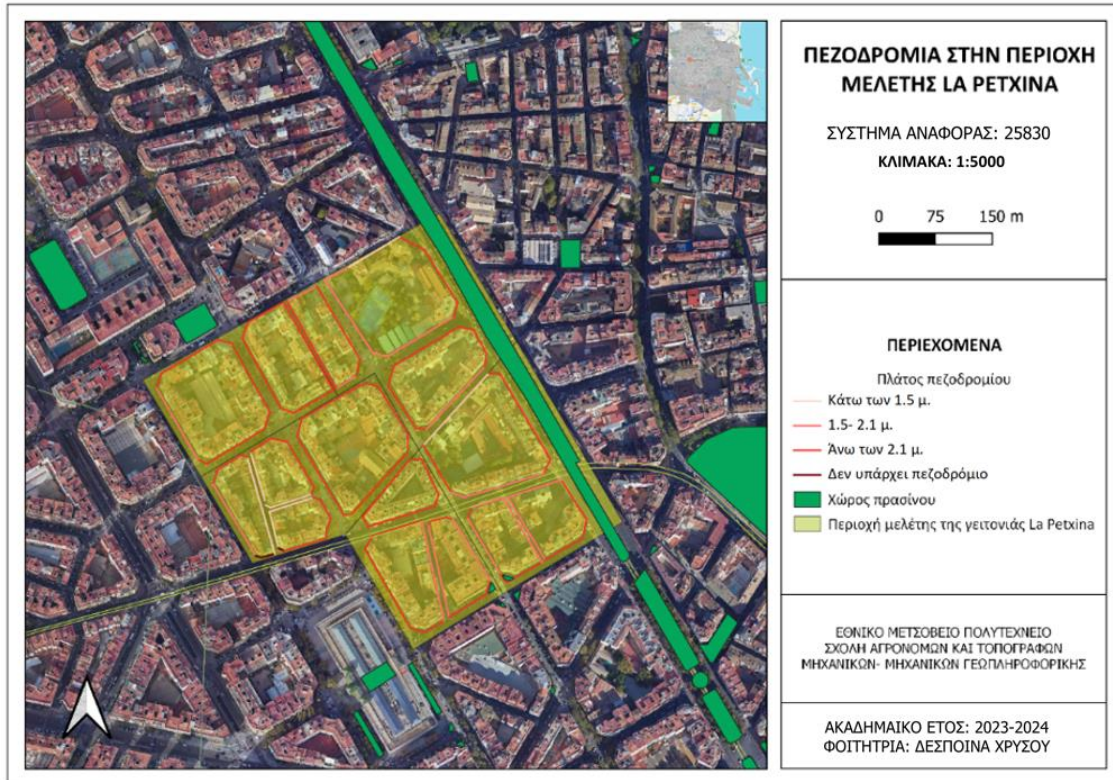 ΠΕΖΟΔΡΟΜΙΑ ΣΤΗΝ ΠΕΡΙΟΧΗ
ΜΕΛΕΤΗΣ LA PETXINA
ΣΥΣΤΗΜΑ ΑΝΑΦΟΡΑΣ: 25830
ΚΛΙΜΑΚΑ: 1:5000
0 75 150 m
ΠΕΡΙΕΧΟΜΕΝΑ
Πλάτος πεζοδρομίου
Κάτω των 1.5 μ.
1.5- 2.1 μ.
Άνω των 2.1 μ.
Δεν υπάρχει πεζοδρόμιο
Χώρος πρασίνου
Περιοχή μελέτης της γειτονιάς La Petxina
ΕΘΝΙΚΟ ΜΕΤΣΟΒΕΙΟ ΠΟΛΥΤΕΧΝΕΙΟ
ΣΧΟΛΗ ΑΓΡΟΝΟΜΩΝ ΚΑΙ ΤΟΠΟΓΡΑΦΩΝ
ΜΗΧΑΝΙΚΩΝ- ΜΗΧΑΝΙΚΩΝ ΓΕΩΠΛΗΡΟΦΟΡΙΚΗΣ
ΑΚΑΔΗΜΑΙΚΟ ΕΤΟΣ: 2023-2024
ΦΟΙΤΗΤΡΙΑ: ΔΕΣΠΟΙΝΑ ΧΡΥΣΟΥ